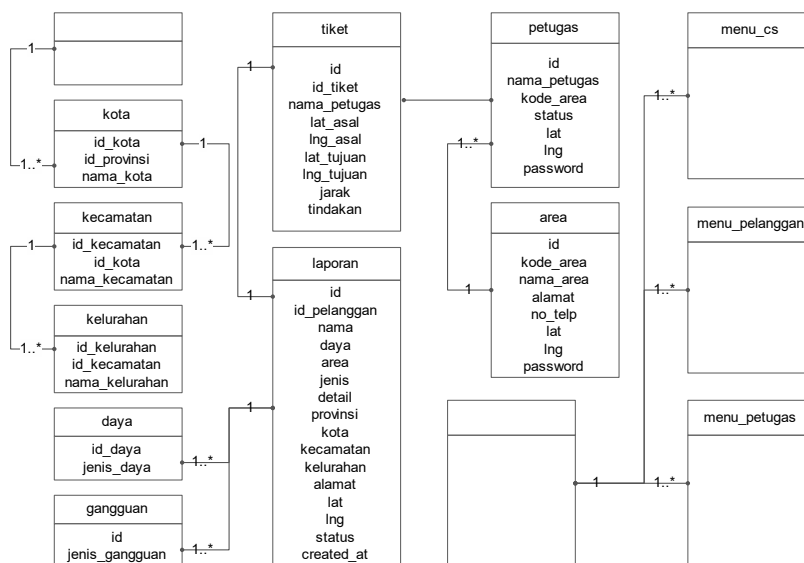 1
1..*
kota
id_kota
id_provinsi
nama_kota
1
kecamatan
id_kecamatan
id_kota
nama_kecamatan
1
1..*
kelurahan
id_kelurahan
id_kecamatan
nama_kelurahan
1..*
daya
id_daya
jenis_daya
1..*
gangguan
id
jenis_gangguan
1..*
tiket
id
id_tiket
nama_petugas
lat_asal
lng_asal
lat_tujuan
lng_tujuan
jarak
tindakan
1
laporan
id
id_pelanggan
nama
daya
area
jenis
detail
provinsi
kota
kecamatan
kelurahan
alamat
lat
lng
status
created_at
1
1
petugas
id
nama_petugas
kode_area
status
lat
lng
password
1..*
area
id
kode_area
nama_area
alamat
no_telp
lat
lng
password
1
menu_cs
1..*
menu_pelanggan
1..*
menu_petugas
1
1..*